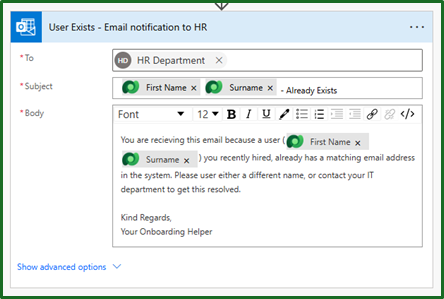 User Exists - Email notification to HR
* To
HD HR Department ×
* Subject
First Name × Surname × - Already Exists
* Body
Font 12 B I U </>
You are recieving this email because a user ( First Name ×
Surname × ) you recently hired, already has a matching email address
in the system. Please user either a different name, or contact your IT
department to get this resolved.
Kind Regards,
Your Onboarding Helper
Show advanced options